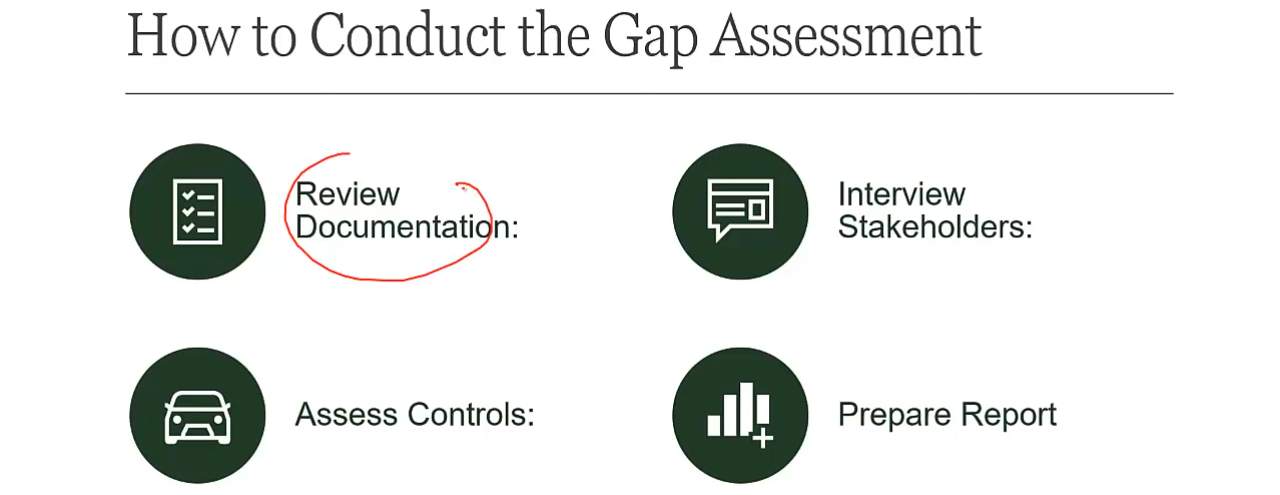 How to Conduct the Gap Assessment
Review
Documentation:
Interview
Stakeholders:
Assess Controls:
Prepare Report